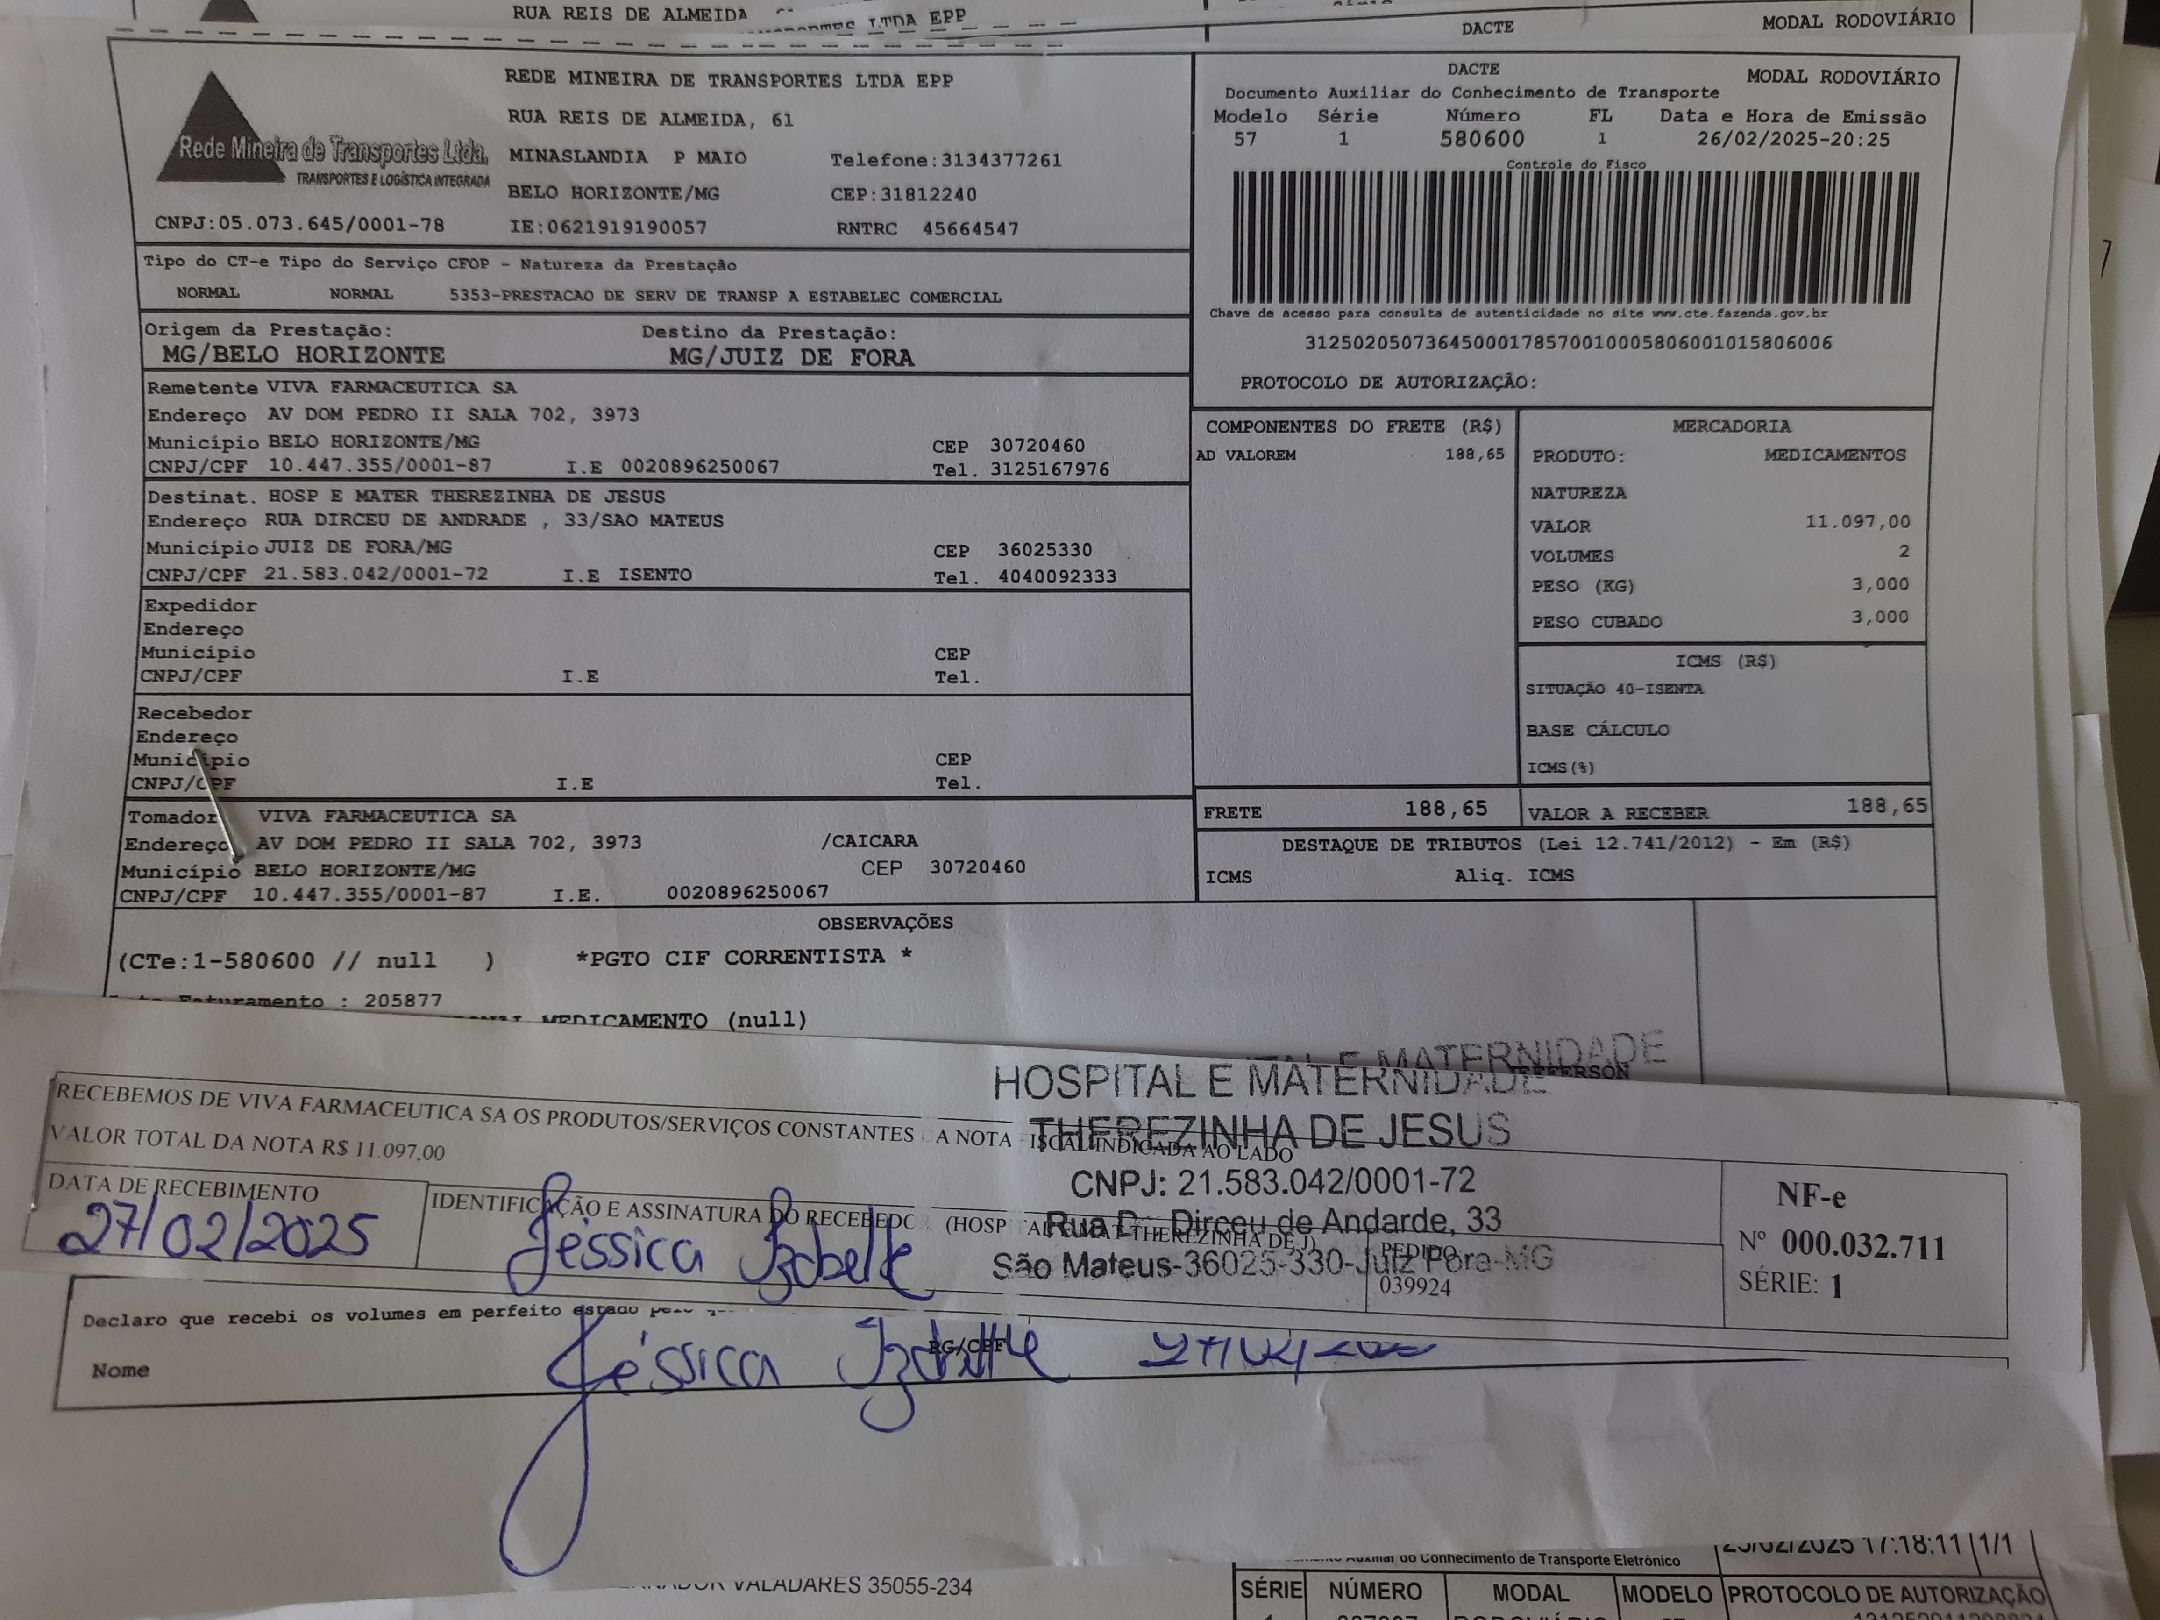 RUA REIS DE ALMEIDA
LTDA EPP
DACTE
MODAL RODOVIÁRIO
Rede Mineira de Transportes Ltda.
TRANSPORTES E LOGÍSTICA INTEGRADA
REDE MINEIRA DE TRANSPORTES LTDA EPP
RUA REIS DE ALMEIDA, 61
MINASLANDIA P MAIO Telefone:3134377261
BELO HORIZONTE/MG CEP:31812240
CNPJ:05.073.645/0001-78 IE:0621919190057 RNTRC 45664547
DACTE MODAL RODOVIÁRIO
Documento Auxiliar do Conhecimento de Transporte
Modelo Série Número FL Data e Hora de Emissão
57 1 580600 1 26/02/2025-20:25
Controle do Fisco
Chave de acesso para consulta de autenticidade no site www.cte.fazenda.gov.br
31250205073645000178570010005806001015806006
PROTOCOLO DE AUTORIZAÇÃO:
Tipo do CT-e Tipo do Serviço CFOP - Natureza da Prestação
NORMAL NORMAL 5353-PRESTACAO DE SERV DE TRANSP A ESTABELEC COMERCIAL
Origem da Prestação: Destino da Prestação:
MG/BELO HORIZONTE MG/JUIZ DE FORA
Remetente VIVA FARMACEUTICA SA
Endereço AV DOM PEDRO II SALA 702, 3973
Município BELO HORIZONTE/MG CEP 30720460
CNPJ/CPF 10.447.355/0001-87 I.E 0020896250067 Tel. 3125167976
Destinat. HOSP E MATER THEREZINHA DE JESUS
Endereço RUA DIRCEU DE ANDRADE , 33/SAO MATEUS
Município JUIZ DE FORA/MG CEP 36025330
CNPJ/CPF 21.583.042/0001-72 I.E ISENTO Tel. 4040092333
Expedidor
Endereço
Município CEP
CNPJ/CPF I.E Tel.
Recebedor
Endereço
Município CEP
CNPJ/CPF I.E Tel.
Tomador VIVA FARMACEUTICA SA
Endereço AV DOM PEDRO II SALA 702, 3973 /CAICARA
Município BELO HORIZONTE/MG CEP 30720460
CNPJ/CPF 10.447.355/0001-87 I.E. 0020896250067
COMPONENTES DO FRETE (R$)
AD VALOREM 188,65
MERCADORIA
PRODUTO: MEDICAMENTOS
NATUREZA
VALOR 11.097,00
VOLUMES 2
PESO (KG) 3,000
PESO CUBADO 3,000
ICMS (R$)
SITUAÇÃO 40-ISENTA
BASE CÁLCULO
ICMS(%)
FRETE 188,65 VALOR A RECEBER 188,65
DESTAQUE DE TRIBUTOS (Lei 12.741/2012) - Em (R$)
ICMS Aliq. ICMS
OBSERVAÇÕES
(CTe:1-580600 // null ) *PGTO CIF CORRENTISTA *
Faturamento : 205877
MEDICAMENTO (null)
HOSPITAL E MATERNIDADE
THEREZINHA DE JESUS
CNPJ: 21.583.042/0001-72
Dirceu de Andarde, 33
São Mateus-36025-330-Juiz Fora-MG
RECEBEMOS DE VIVA FARMACEUTICA SA OS PRODUTOS/SERVIÇOS CONSTANTES A NOTA INDICADA AO LADO
VALOR TOTAL DA NOTA R$ 11.097,00
DATA DE RECEBIMENTO
27/02/2025
IDENTIFICAÇÃO E ASSINATURA DO RECEBEDO
Jéssica Izabelle
PEDIDO
039924
NF-e
Nº 000.032.711
SÉRIE: 1
Declaro que recebi os volumes em perfeito estado
Nome
RG/CPF
Jéssica Izabelle
VALADARES 35055-234
do Conhecimento de Transporte Eletrônico
17:18:11 1/1
SÉRIE NÚMERO MODAL MODELO PROTOCOLO DE AUTORIZAÇÃO